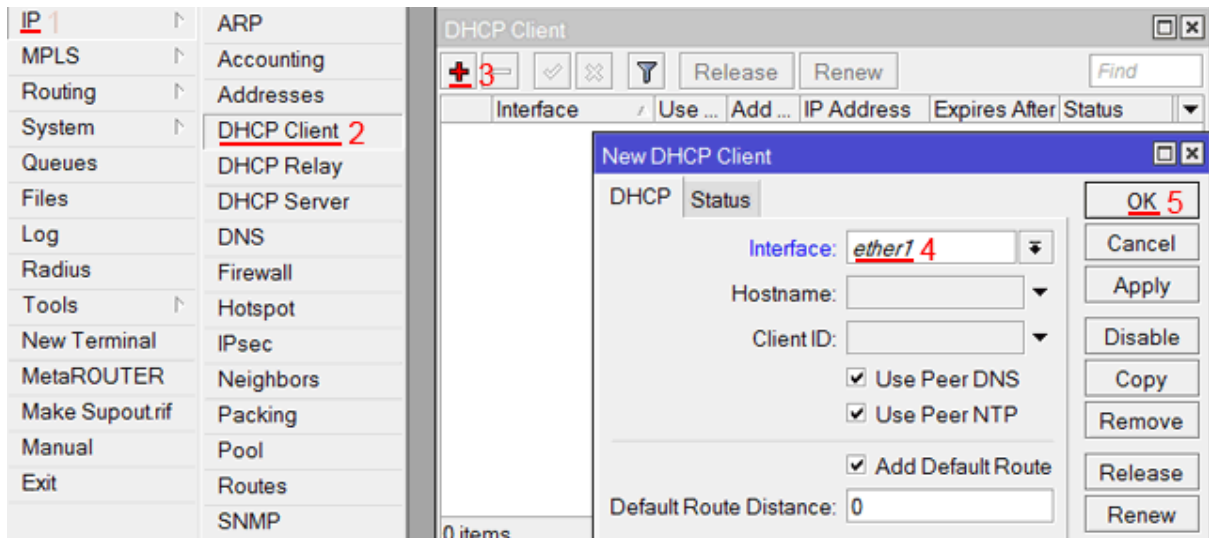 IP 1
MPLS
Routing
System
Queues
Files
Log
Radius
Tools
New Terminal
MetaROUTER
Make Supout.rif
Manual
Exit
ARP
Accounting
Addresses
DHCP Client 2
DHCP Relay
DHCP Server
DNS
Firewall
Hotspot
IPsec
Neighbors
Packing
Pool
Routes
SNMP
DHCP Client
3 Release Renew Find
Interface Use ... Add ... IP Address Expires After Status
0 items
New DHCP Client
DHCP Status
Interface: ether1 4
Hostname:
Client ID:
Use Peer DNS
Use Peer NTP
Add Default Route
Default Route Distance: 0
OK 5
Cancel
Apply
Disable
Copy
Remove
Release
Renew